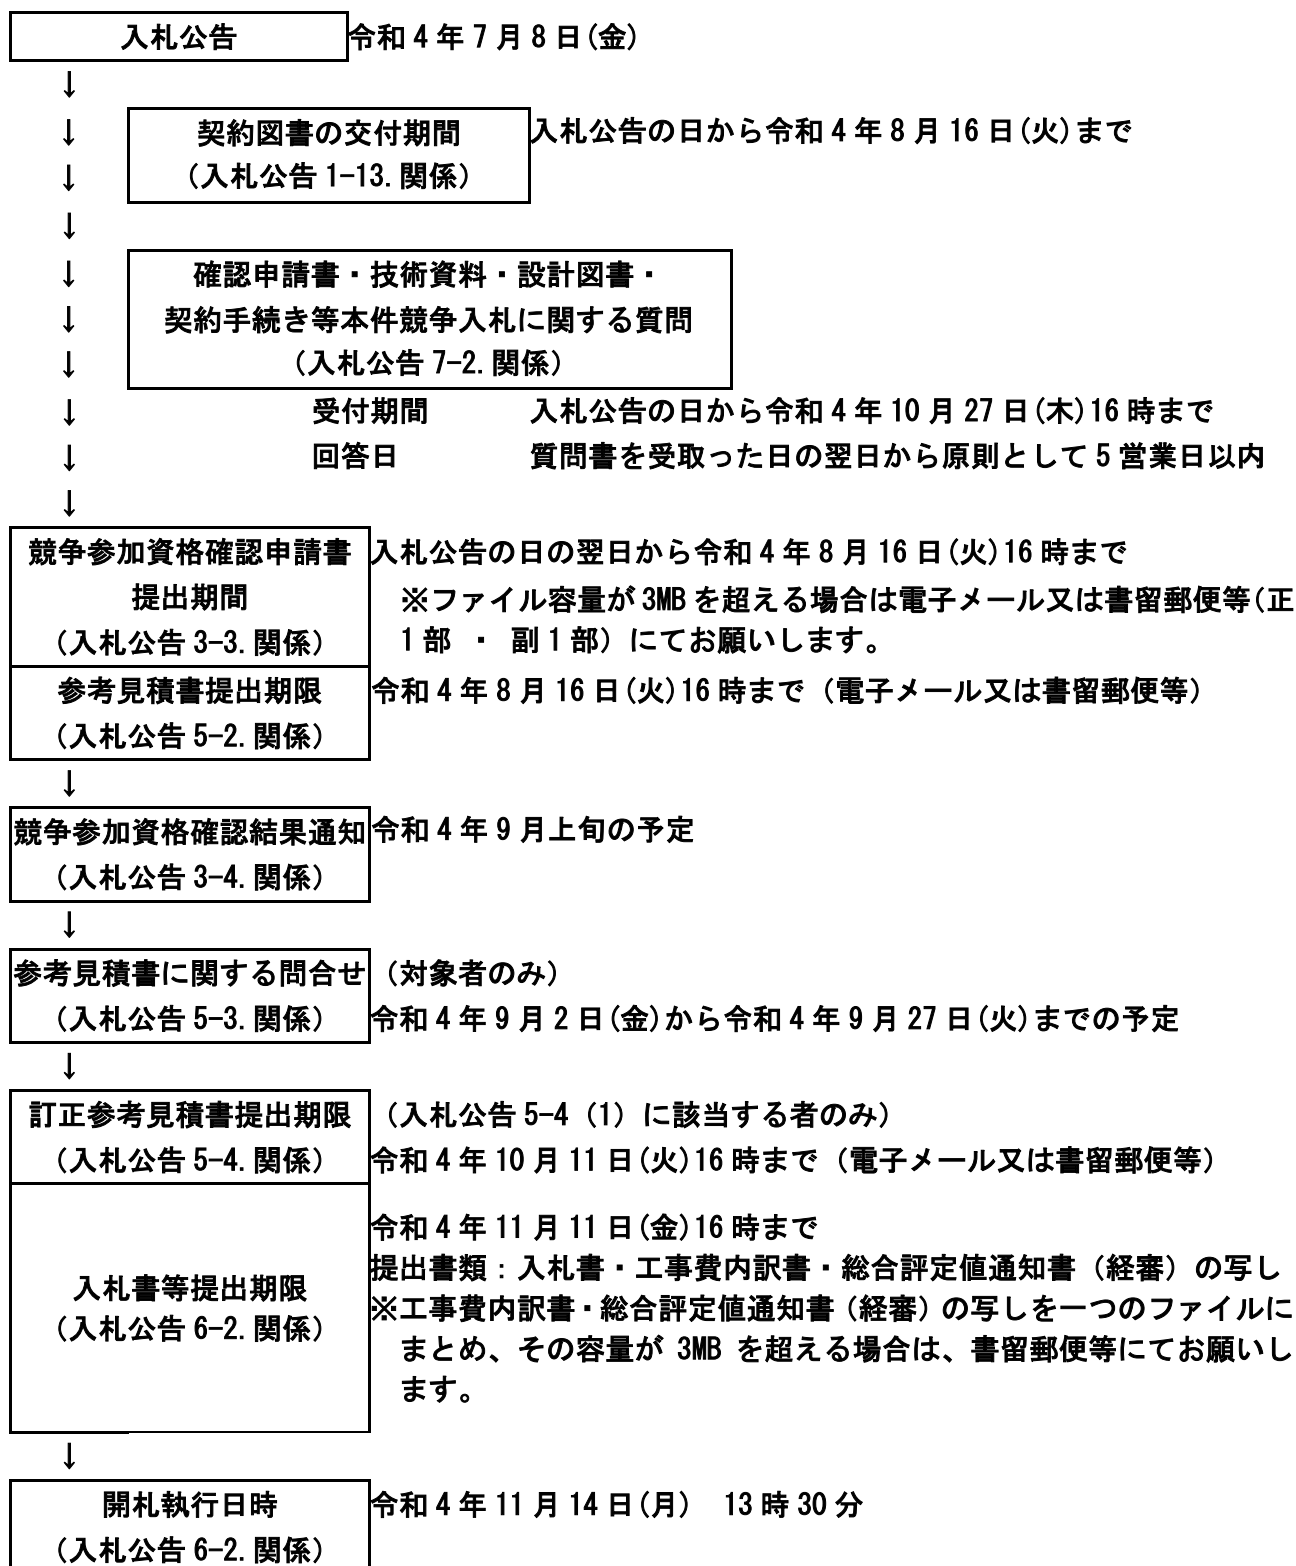 入札公告 令和4年7月8日(金)
↓
↓ 契約図書の交付期間 入札公告の日から令和4年8月16日(火)まで
↓ （入札公告1-13.関係）
↓
↓ 確認申請書・技術資料・設計図書・
↓ 契約手続き等本件競争入札に関する質問
↓ （入札公告7-2.関係）
↓ 受付期間 入札公告の日から令和4年10月27日(木)16時まで
↓ 回答日 質問書を受取った日の翌日から原則として5営業日以内
↓
競争参加資格確認申請書 入札公告の日の翌日から令和4年8月16日(火)16時まで
提出期間 ※ファイル容量が3MBを超える場合は電子メール又は書留郵便等(正
（入札公告3-3.関係） 1部 ・ 副1部）にてお願いします。
参考見積書提出期限 令和4年8月16日(火)16時まで（電子メール又は書留郵便等）
（入札公告5-2.関係）
↓
競争参加資格確認結果通知 令和4年9月上旬の予定
（入札公告3-4.関係）
↓
参考見積書に関する問合せ （対象者のみ）
（入札公告5-3.関係） 令和4年9月2日(金)から令和4年9月27日(火)までの予定
↓
訂正参考見積書提出期限 （入札公告5-4（1）に該当する者のみ）
（入札公告5-4.関係） 令和4年10月11日(火)16時まで（電子メール又は書留郵便等）
入札書等提出期限
（入札公告6-2.関係）
令和4年11月11日(金)16時まで
提出書類：入札書・工事費内訳書・総合評定値通知書（経審）の写し
※工事費内訳書・総合評定値通知書（経審）の写しを一つのファイルに
まとめ、その容量が 3MB を超える場合は、書留郵便等にてお願いし
ます。
↓
開札執行日時 令和4年11月14日(月)　13時30分
（入札公告6-2.関係）